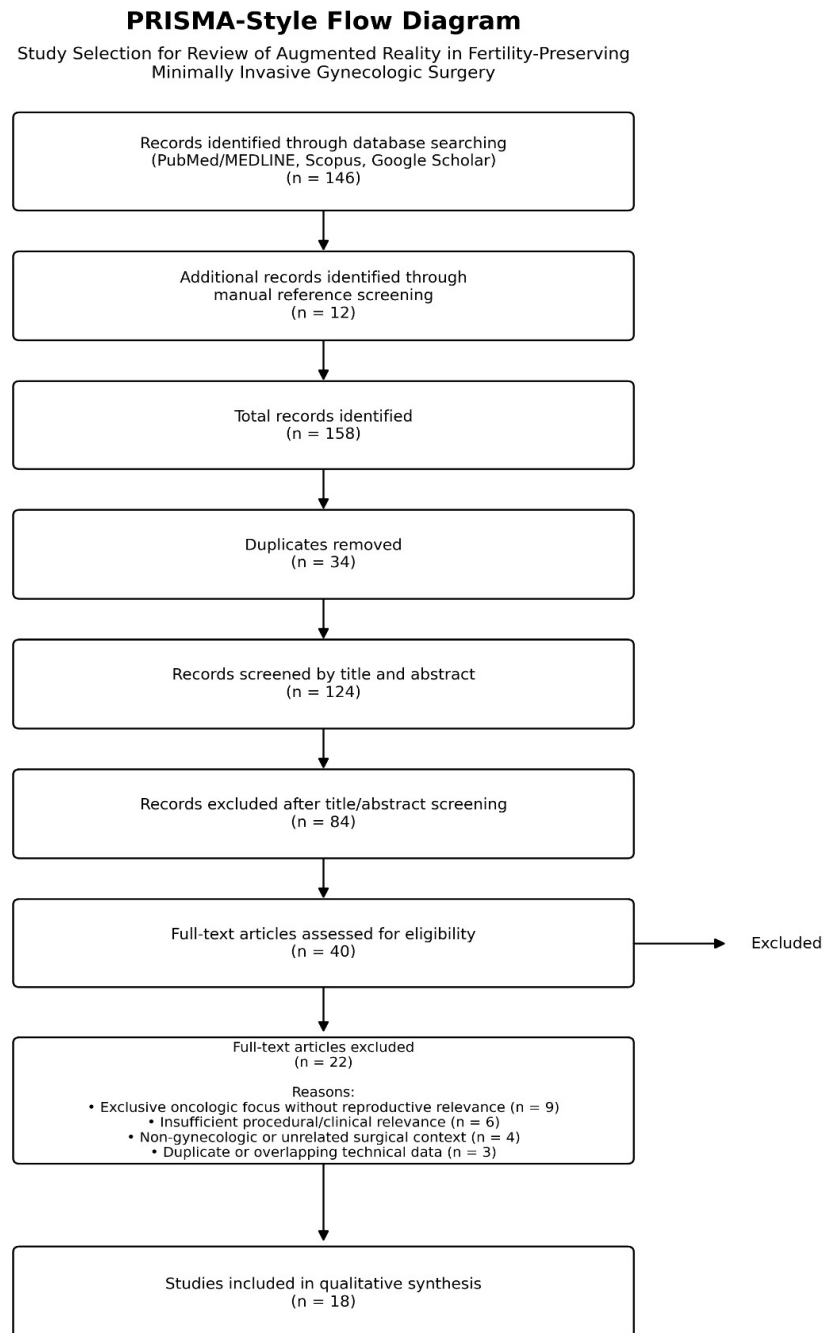 PRISMA-Style Flow Diagram
Study Selection for Review of Augmented Reality in Fertility-Preserving
Minimally Invasive Gynecologic Surgery
Records identified through database searching
(PubMed/MEDLINE, Scopus, Google Scholar)
(n = 146)
Additional records identified through
manual reference screening
(n = 12)
Total records identified
(n = 158)
Duplicates removed
(n = 34)
Records screened by title and abstract
(n = 124)
Records excluded after title/abstract screening
(n = 84)
Full-text articles assessed for eligibility
(n = 40)
Excluded
Full-text articles excluded
(n = 22)
Reasons:
• Exclusive oncologic focus without reproductive relevance (n = 9)
• Insufficient procedural/clinical relevance (n = 6)
• Non-gynecologic or unrelated surgical context (n = 4)
• Duplicate or overlapping technical data (n = 3)
Studies included in qualitative synthesis
(n = 18)